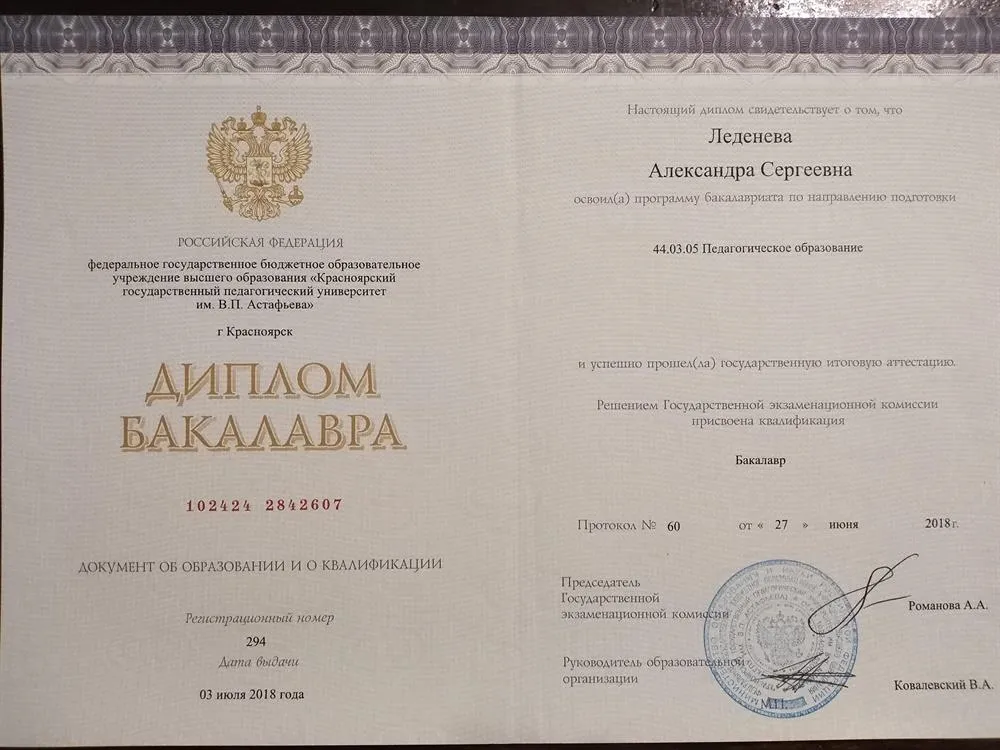 РОССИЙСКАЯ ФЕДЕРАЦИЯ
федеральное государственное бюджетное образовательное
учреждение высшего образования «Красноярский
государственный педагогический университет
им. В.П. Астафьева»
г Красноярск
ДИПЛОМ
БАКАЛАВРА
102424 2842607
ДОКУМЕНТ ОБ ОБРАЗОВАНИИ И О КВАЛИФИКАЦИИ
Регистрационный номер
294
Дата выдачи
03 июля 2018 года
Настоящий диплом свидетельствует о том, что
Леденева
Александра Сергеевна
освоил(а) программу бакалавриата по направлению подготовки
44.03.05 Педагогическое образование
и успешно прошел(ла) государственную итоговую аттестацию.
Решением Государственной экзаменационной комиссии
присвоена квалификация
Бакалавр
Протокол № 60 от « 27 » июня 2018 г.
Председатель
Государственной
экзаменационной комиссии
Романова А.А.
Руководитель образовательной
организации
Ковалевский В.А.
М.П.